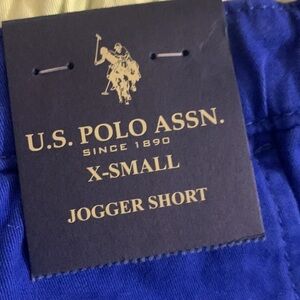 U.S. POLO ASSN.
SINCE 1890
X-SMALL
JOGGER SHORT